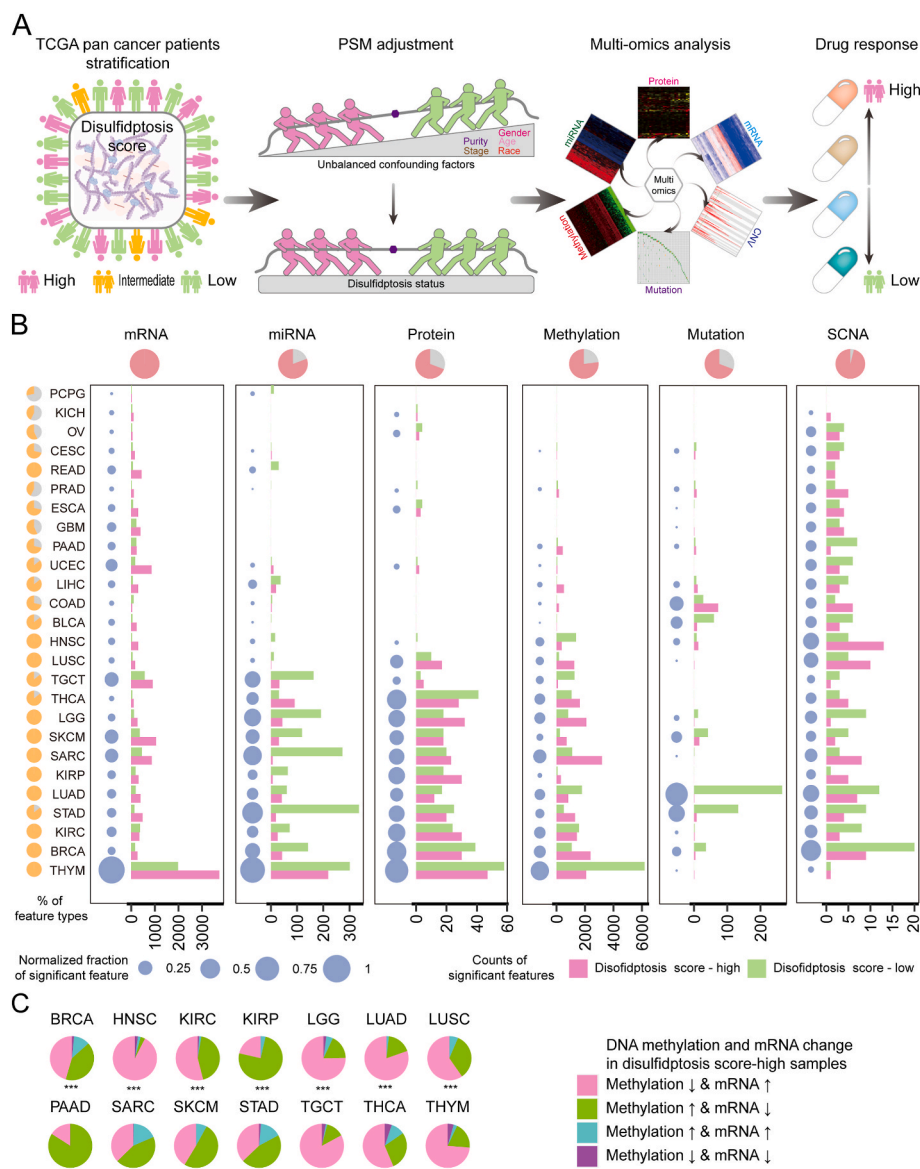 A
TCGA pan cancer patients
stratification
PSM adjustment
Multi-omics analysis
Drug response
Disulfidptosis
score
High
Intermediate
Low
Purity
Stage
Gender
Age
Race
Unbalanced confounding factors
Disulfidptosis status
Protein
miRNA
mRNA
Multi
omics
Methylation
CNV
Mutation
High
Low
B
mRNA
miRNA
Protein
Methylation
Mutation
SCNA
PCPG
KICH
OV
CESC
READ
PRAD
ESCA
GBM
PAAD
UCEC
LIHC
COAD
BLCA
HNSC
LUSC
TGCT
THCA
LGG
SKCM
SARC
KIRP
LUAD
STAD
KIRC
BRCA
THYM
% of
feature types
0 1000 2000 3000
0 100 200 300
0 20 40 60
0 2000 4000 6000
0 100 200
0 5 10 15 20
Normalized fraction
of significant feature
0.25 0.5 0.75 1
Counts of
significant features
Disofidptosis score - high
Disofidptosis score - low
C
BRCA HNSC KIRC KIRP LGG LUAD LUSC
*** *** *** *** *** *** ***
PAAD SARC SKCM STAD TGCT THCA THYM
DNA methylation and mRNA change
in disulfidptosis score-high samples
Methylation ↓ & mRNA ↑
Methylation ↑ & mRNA ↓
Methylation ↑ & mRNA ↑
Methylation ↓ & mRNA ↓